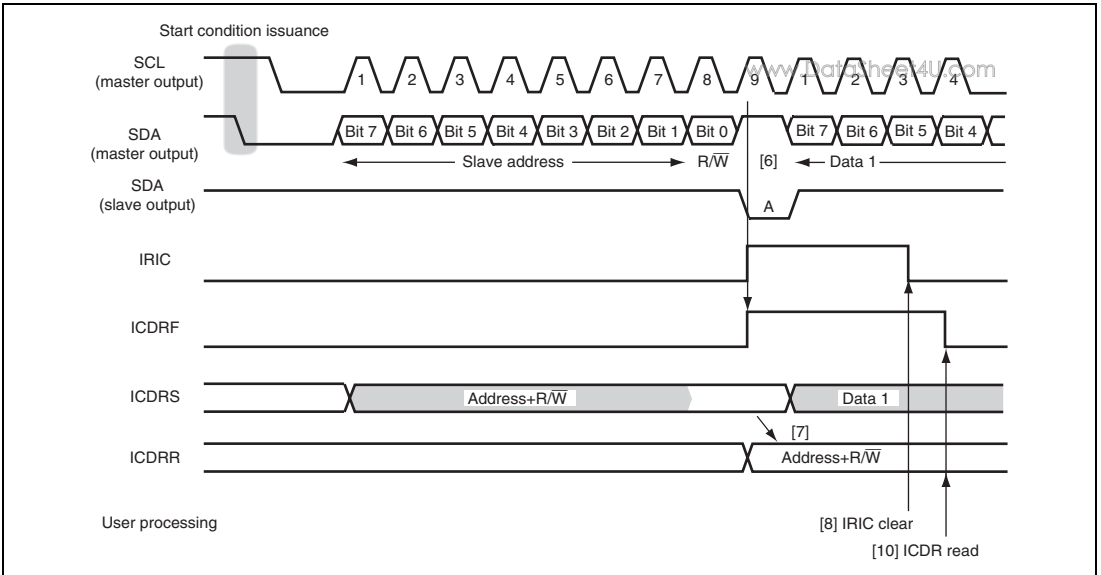 Start condition issuance
SCL
(master output)
1 2 3 4 5 6 7 8 9 1 2 3 4
www.DataSheet4U.com
SDA
(master output)
Bit 7 Bit 6 Bit 5 Bit 4 Bit 3 Bit 2 Bit 1 Bit 0 Bit 7 Bit 6 Bit 5 Bit 4
Slave address R/W̅ [6] Data 1
SDA
(slave output)
A
IRIC
ICDRF
ICDRS
Address+R/W̅ Data 1
[7]
ICDRR
Address+R/W̅
User processing
[8] IRIC clear
[10] ICDR read